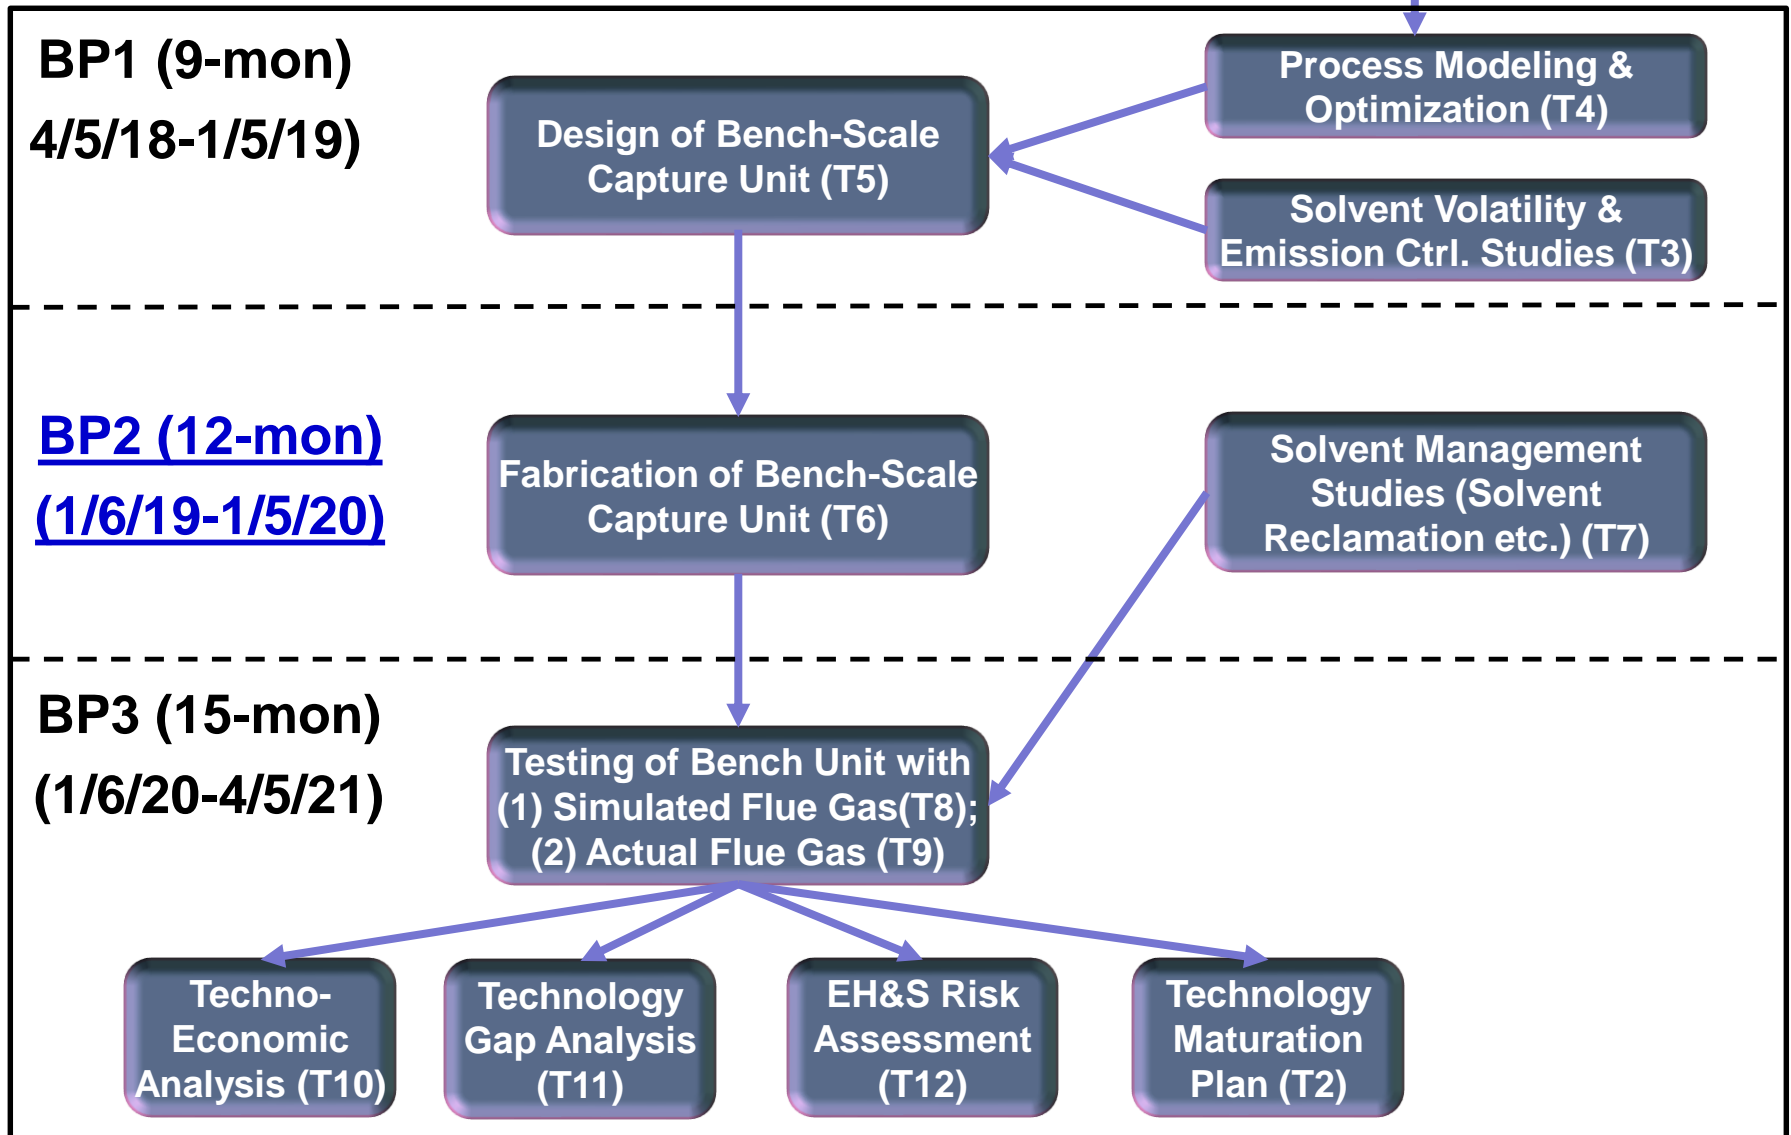 BP1 (9-mon)
4/5/18-1/5/19)
Design of Bench-Scale
Capture Unit (T5)
Process Modeling &
Optimization (T4)
Solvent Volatility &
Emission Ctrl. Studies (T3)
BP2 (12-mon)
(1/6/19-1/5/20)
Fabrication of Bench-Scale
Capture Unit (T6)
Solvent Management
Studies (Solvent
Reclamation etc.) (T7)
BP3 (15-mon)
(1/6/20-4/5/21)
Testing of Bench Unit with
(1) Simulated Flue Gas(T8);
(2) Actual Flue Gas (T9)
Techno-
Economic
Analysis (T10)
Technology
Gap Analysis
(T11)
EH&S Risk
Assessment
(T12)
Technology
Maturation
Plan (T2)